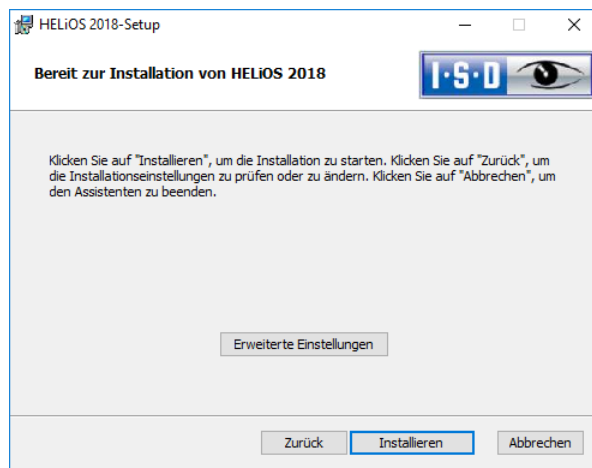 HELiOS 2018-Setup
Bereit zur Installation von HELiOS 2018
I·S·D
Klicken Sie auf "Installieren", um die Installation zu starten. Klicken Sie auf "Zurück", um
die Installationseinstellungen zu prüfen oder zu ändern. Klicken Sie auf "Abbrechen", um
den Assistenten zu beenden.
Erweiterte Einstellungen
Zurück Installieren Abbrechen